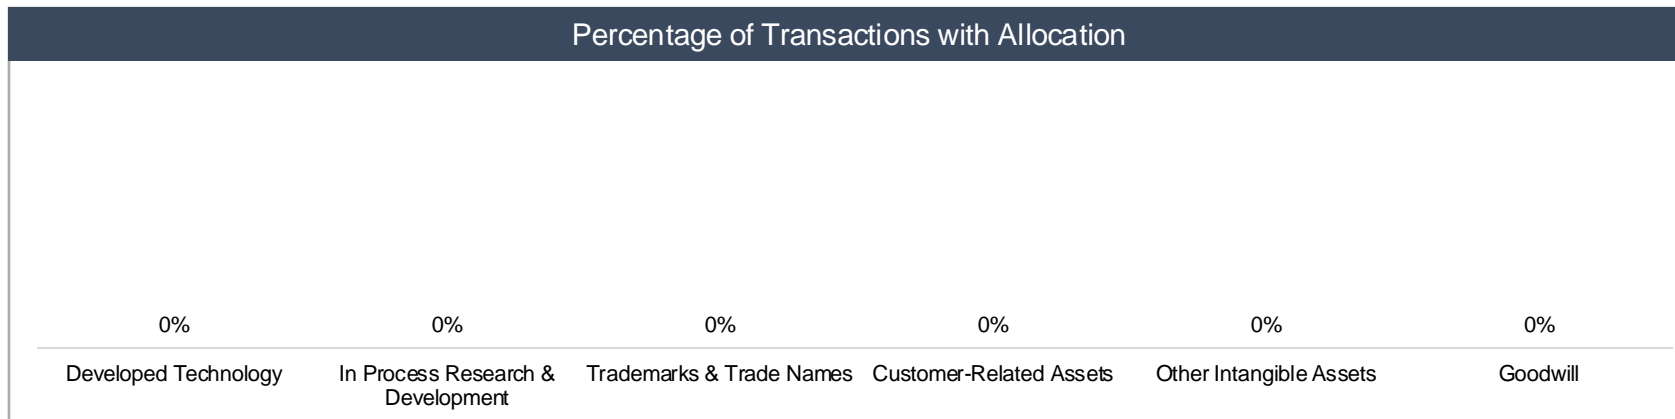 Percentage of Transactions with Allocation
0% 0% 0% 0% 0% 0%
Developed Technology
In Process Research &
Development
Trademarks & Trade Names
Customer-Related Assets
Other Intangible Assets
Goodwill